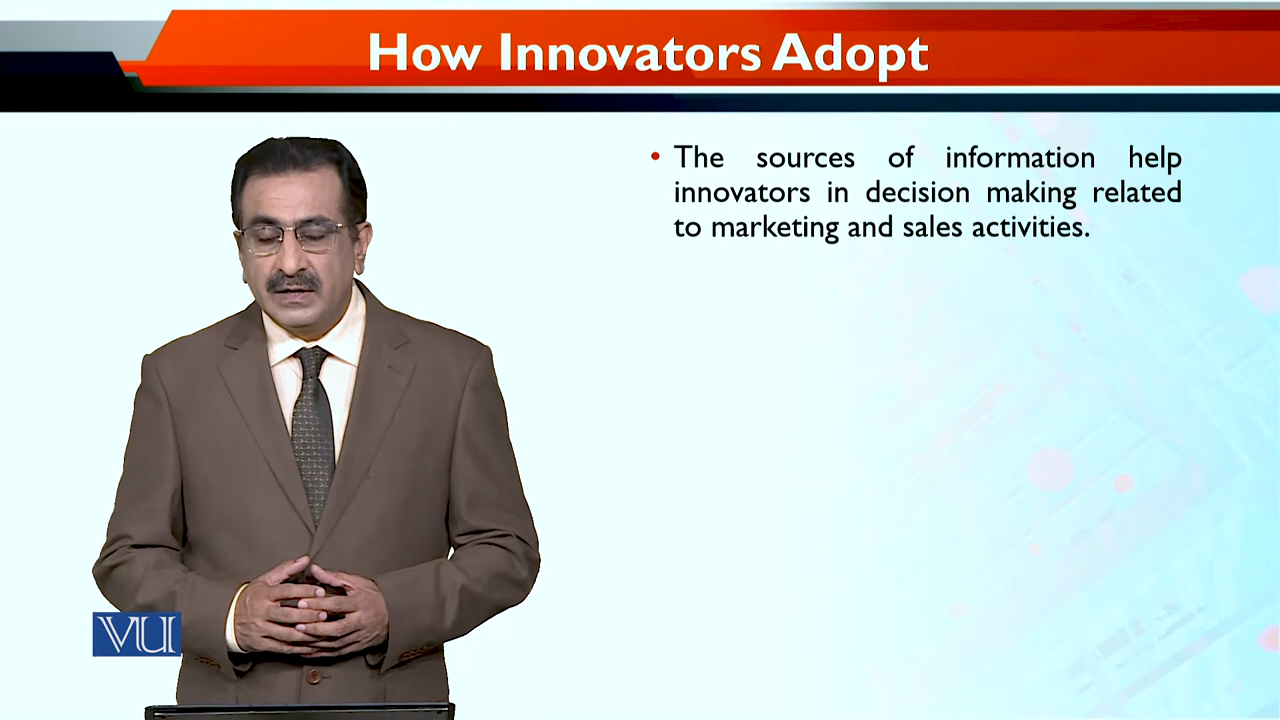 How Innovators Adopt
• The sources of information help
innovators in decision making related
to marketing and sales activities.
VU